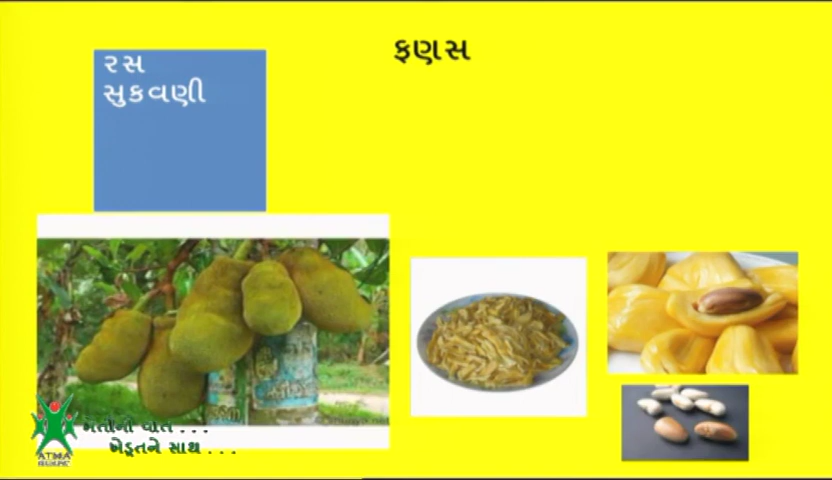 ફણસ
રસ
સુકવણી
ખેતીની વાત . . .
ખેડૂતને સાથ . . .
ATMA